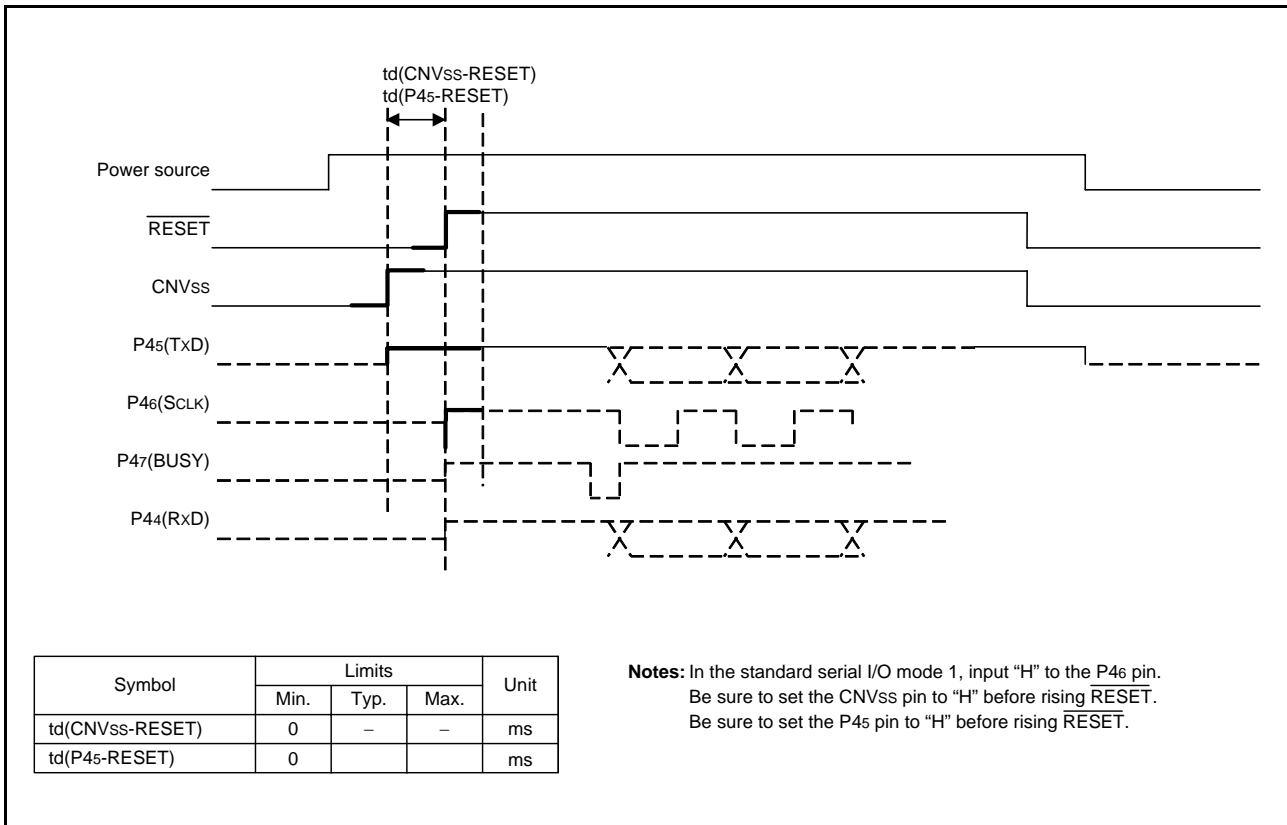 td(CNVss-RESET)
td(P45-RESET)
Power source
RESET
CNVss
P45(TxD)
P46(SCLK)
P47(BUSY)
P44(RxD)
Symbol Limits Unit
Min. Typ. Max.
td(CNVss-RESET) 0 – – ms
td(P45-RESET) 0 ms
Notes: In the standard serial I/O mode 1, input “H” to the P46 pin.
Be sure to set the CNVss pin to “H” before rising RESET.
Be sure to set the P45 pin to “H” before rising RESET.